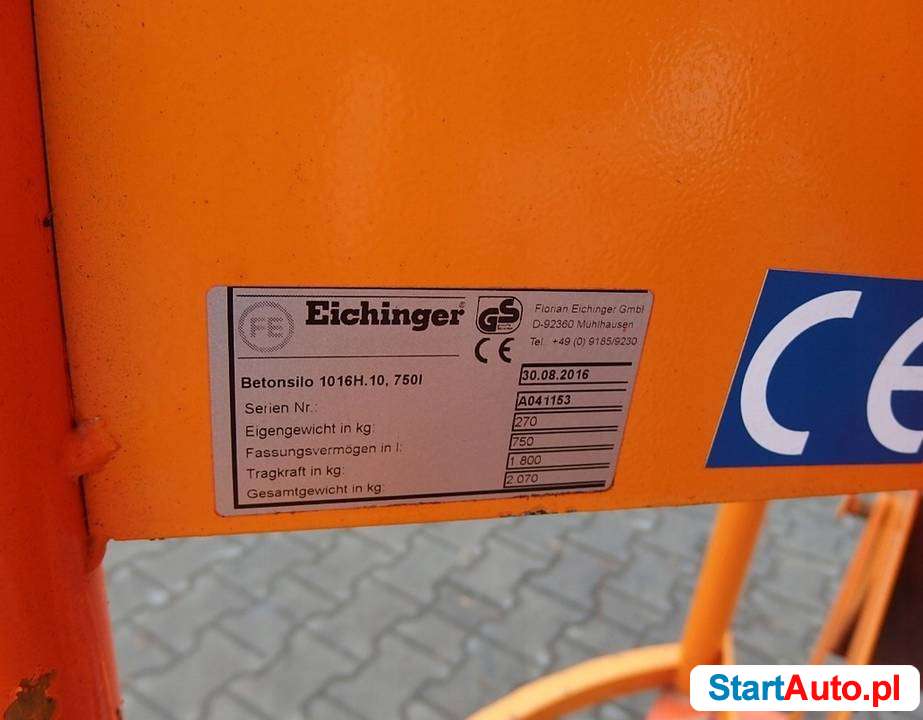 FE
Eichinger®
GS
Florian Eichinger GmbH
D-92360 Mühlhausen
Tel. +49 (0) 9185/9230
CE
Betonsilo 1016H.10, 750l
30.08.2016
Serien Nr.: A041153
Eigengewicht in kg: 270
Fassungsvermögen in l: 750
Tragkraft in kg: 1 800
Gesamtgewicht in kg: 2 070
CE
StartAuto.pl